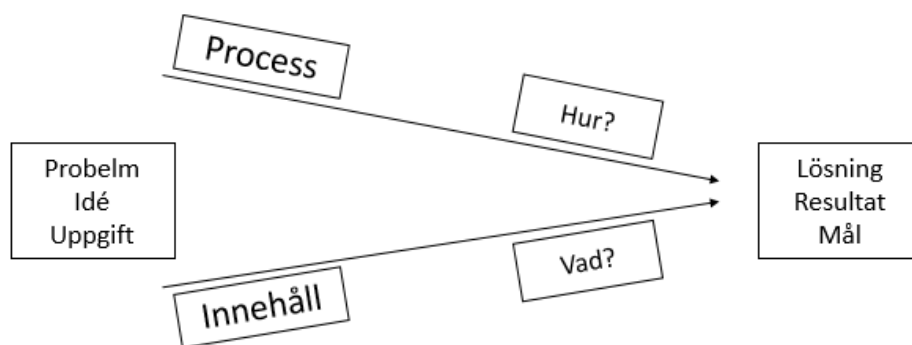 Process
Hur?
Probelm
Idé
Uppgift
Lösning
Resultat
Mål
Vad?
Innehåll